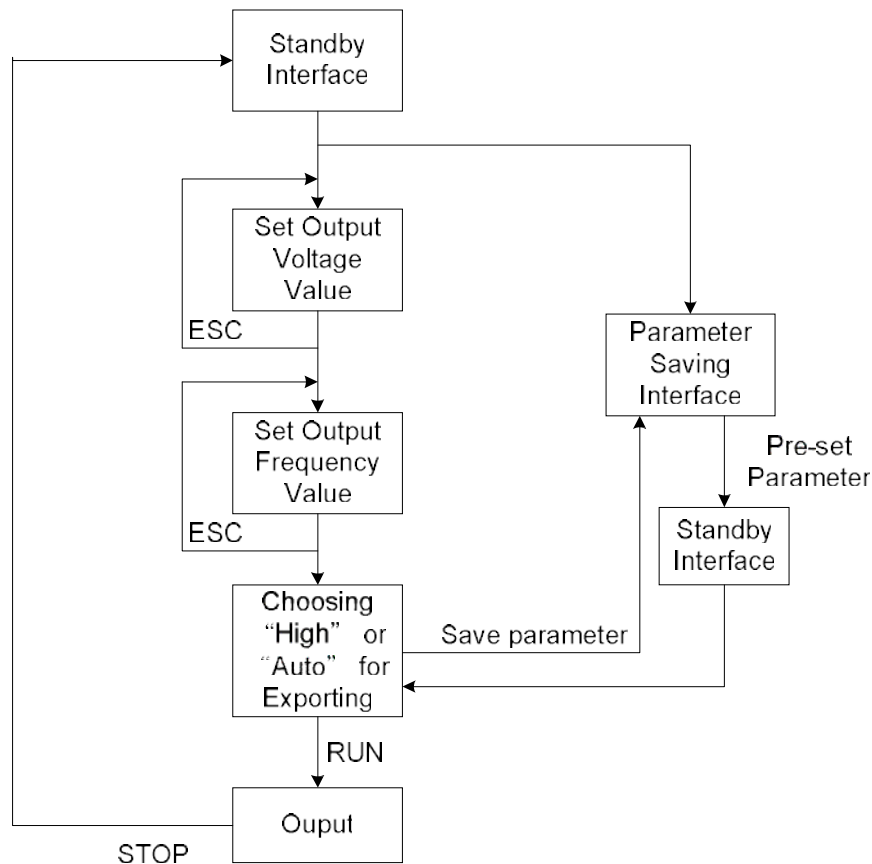 Standby
Interface
Set Output
Voltage
Value
ESC
Set Output
Frequency
Value
ESC
Choosing
“High” or
“Auto” for
Exporting
RUN
Ouput
STOP
Parameter
Saving
Interface
Pre-set
Parameter
Standby
Interface
Save parameter